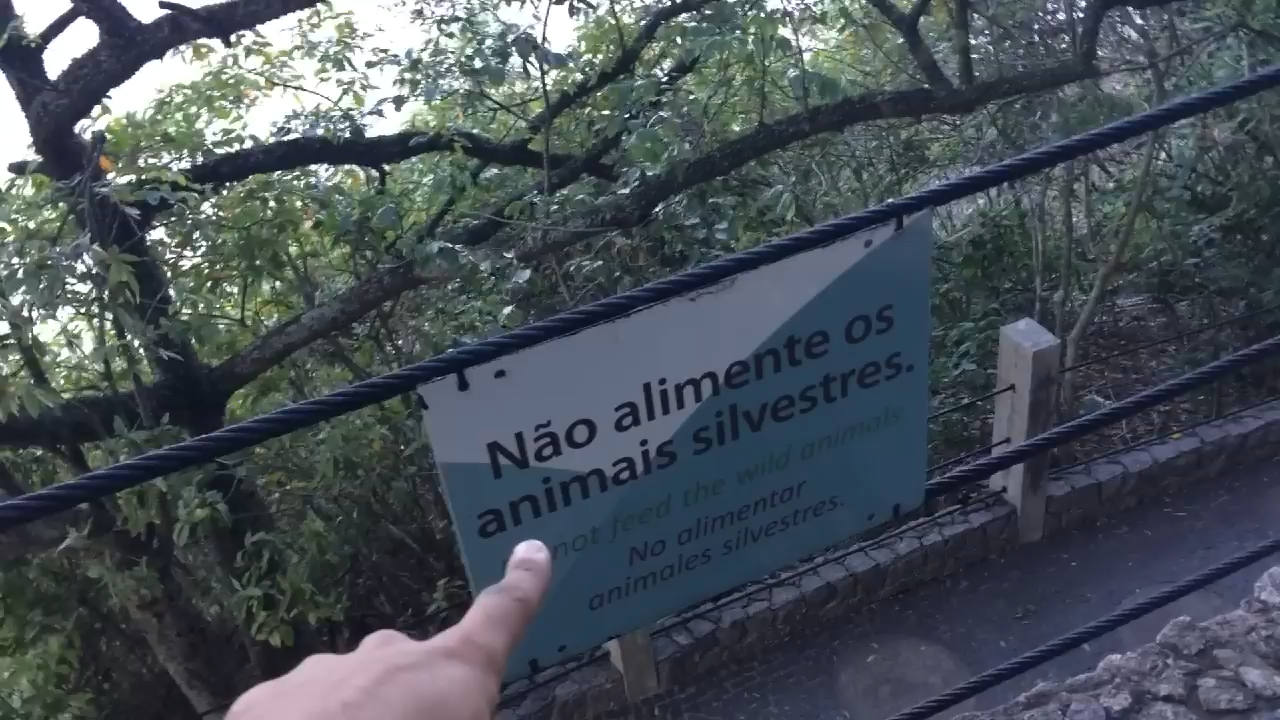 Não alimente os
animais silvestres.
not feed the wild animals
No alimentar
animales silvestres.